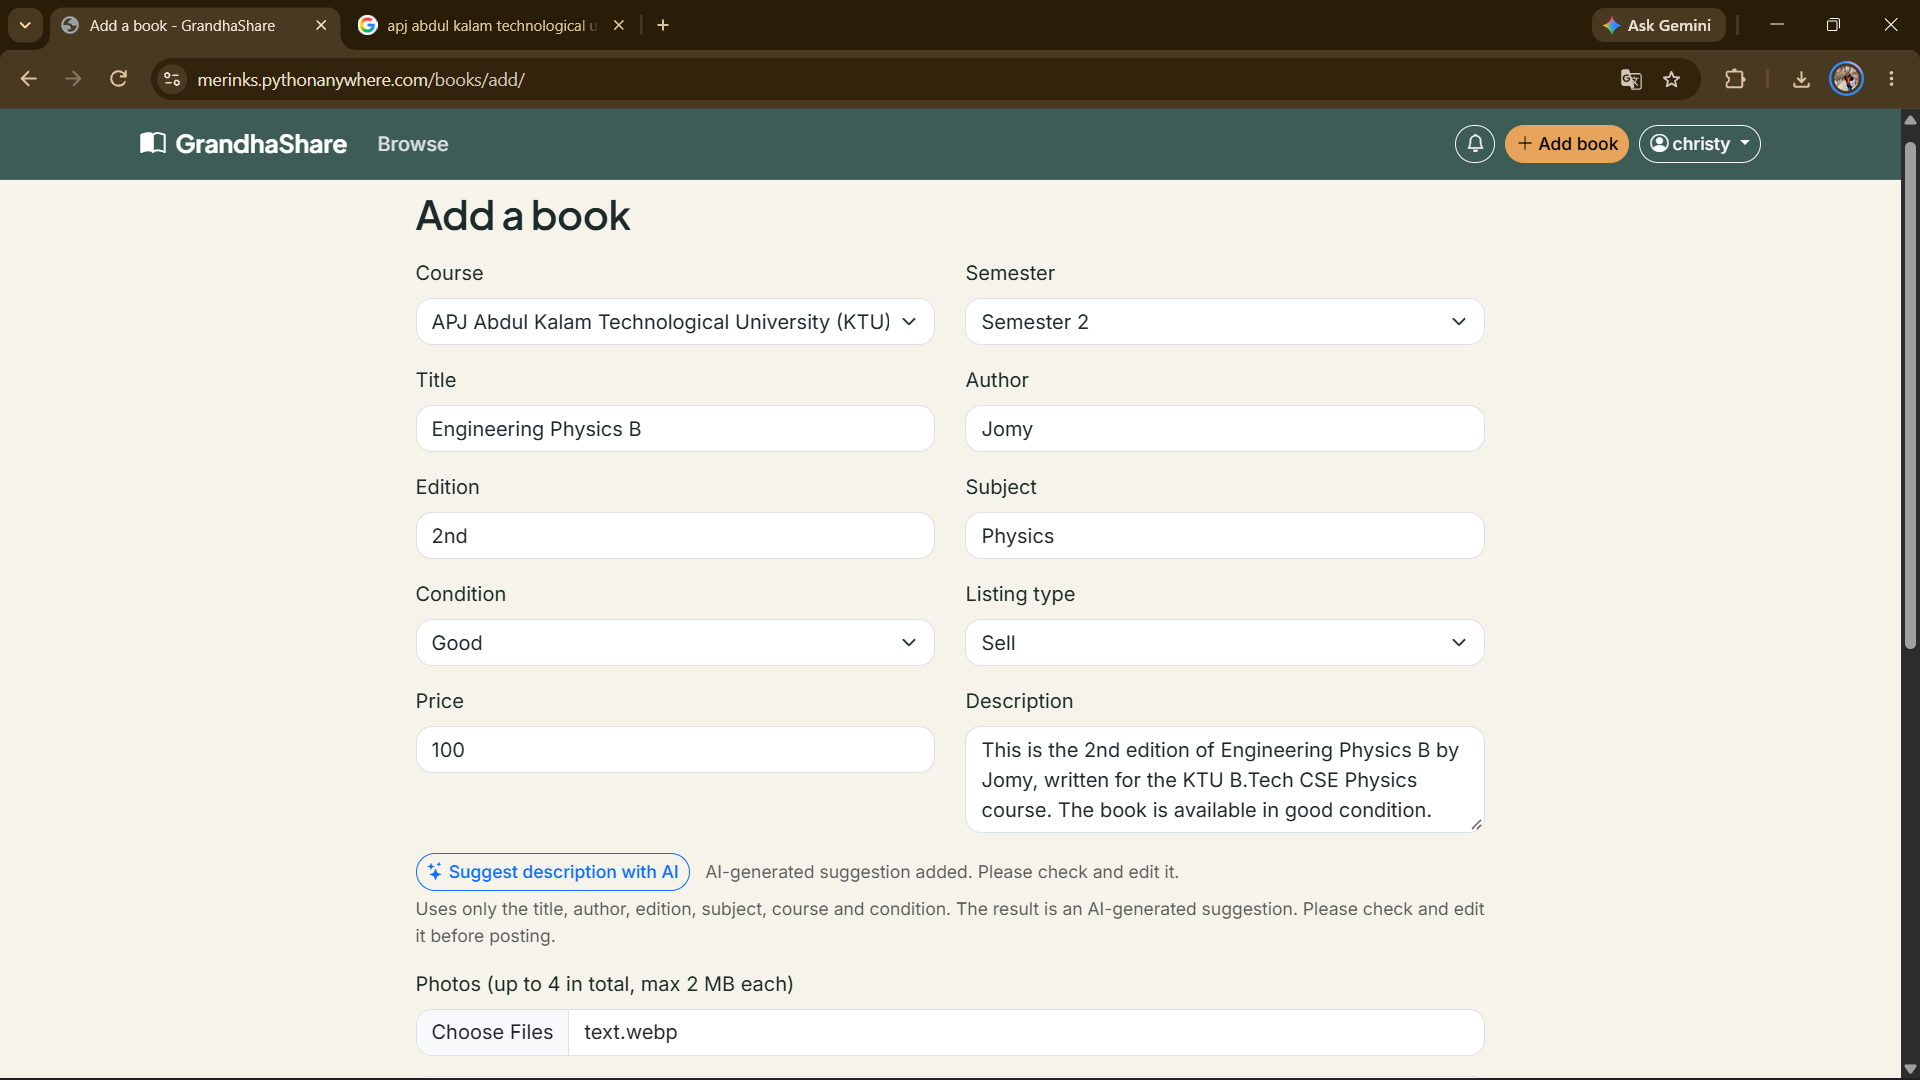 Add a book - GrandhaShare
apj abdul kalam technological u
Ask Gemini
merinks.pythonanywhere.com/books/add/
GrandhaShare Browse + Add book christy
Add a book
Course Semester
APJ Abdul Kalam Technological University (KTU) Semester 2
Title Author
Engineering Physics B Jomy
Edition Subject
2nd Physics
Condition Listing type
Good Sell
Price Description
100
This is the 2nd edition of Engineering Physics B by
Jomy, written for the KTU B.Tech CSE Physics
course. The book is available in good condition.
Suggest description with AI AI-generated suggestion added. Please check and edit it.
Uses only the title, author, edition, subject, course and condition. The result is an AI-generated suggestion. Please check and edit
it before posting.
Photos (up to 4 in total, max 2 MB each)
Choose Files text.webp